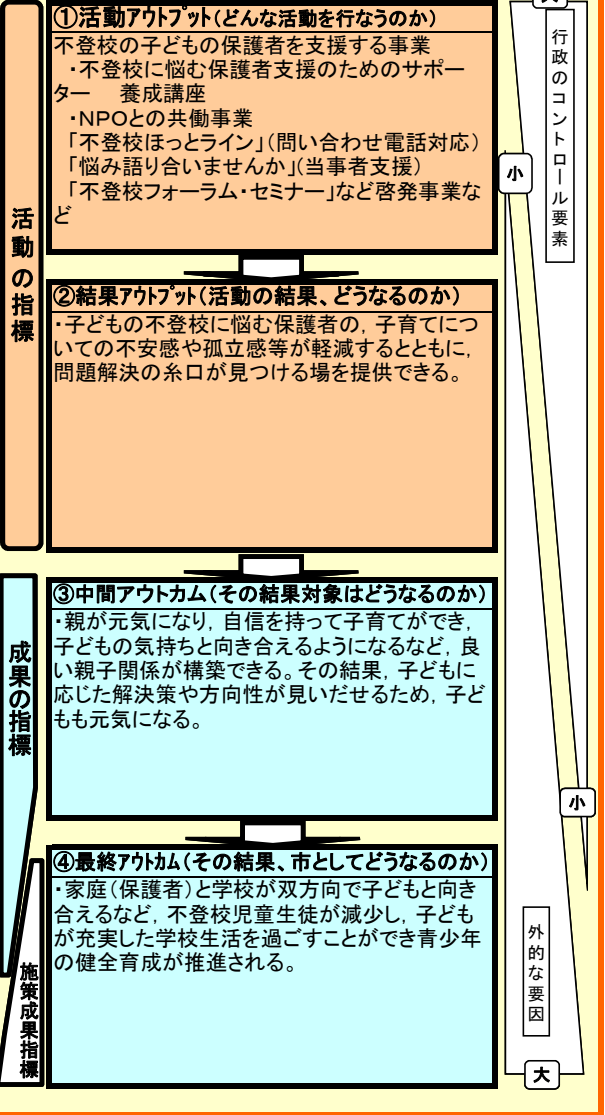 ①活動ｱｳﾄﾌﾟｯﾄ(どんな活動を行なうのか)
不登校の子どもの保護者を支援する事業
・不登校に悩む保護者支援のためのサポー
ター　養成講座
・NPOとの共働事業
「不登校ほっとライン」(問い合わせ電話対応)
「悩み語り合いませんか」(当事者支援)
「不登校フォーラム・セミナー」など啓発事業な
ど
②結果ｱｳﾄﾌﾟｯﾄ(活動の結果、どうなるのか)
・子どもの不登校に悩む保護者の，子育てにつ
いての不安感や孤立感等が軽減するとともに，
問題解決の糸口が見つける場を提供できる。
活動の指標
③中間アウトカム(その結果対象はどうなるのか)
・親が元気になり，自信を持って子育てができ，
子どもの気持ちと向き合えるようになるなど，良
い親子関係が構築できる。その結果，子どもに
応じた解決策や方向性が見いだせるため，子ど
もも元気になる。
成果の指標
④最終ｱｳﾄｶﾑ(その結果、市としてどうなるのか)
・家庭(保護者)と学校が双方向で子どもと向き
合えるなど，不登校児童生徒が減少し，子ども
が充実した学校生活を過ごすことができ青少年
の健全育成が推進される。
施策成果指標
行政のコントロール要素
小
小
外的な要因
大